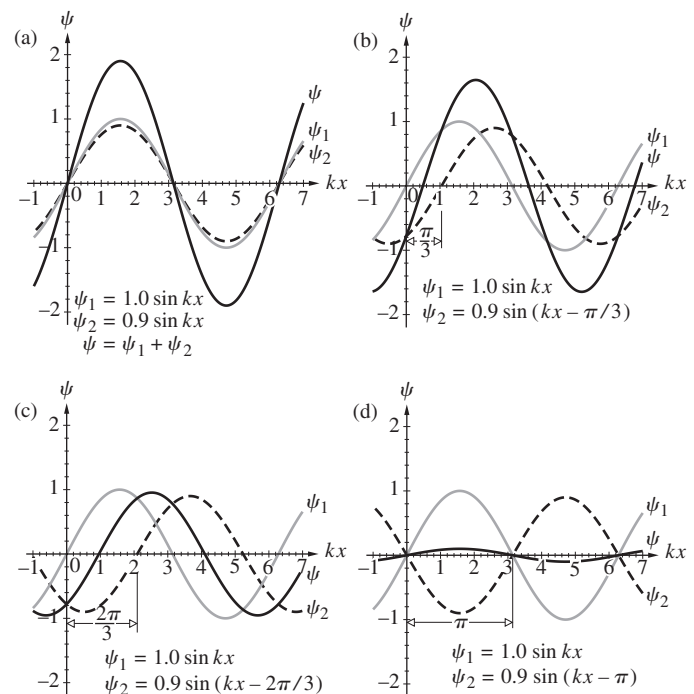 (a)
ψ
2
1
ψ
ψ₁
ψ₂
kx
−1 0 1 2 3 4 5 6 7
−1
−2
ψ₁ = 1.0 sin kx
ψ₂ = 0.9 sin kx
ψ = ψ₁ + ψ₂
(b)
ψ
2
1
ψ₁
ψ
kx
ψ₂
−1 0 1 2 3 4 5 6 7
−1
π/3
−2
ψ₁ = 1.0 sin kx
ψ₂ = 0.9 sin (kx − π/3)
(c)
ψ
2
1
ψ₁
kx
ψ
ψ₂
−1 0 1 2 3 4 5 6 7
−1
2π/3
−2
ψ₁ = 1.0 sin kx
ψ₂ = 0.9 sin (kx − 2π/3)
(d)
ψ
2
1
ψ₁
ψ
kx
ψ₂
−1 0 1 2 3 4 5 6 7
−1
π
−2
ψ₁ = 1.0 sin kx
ψ₂ = 0.9 sin (kx − π)